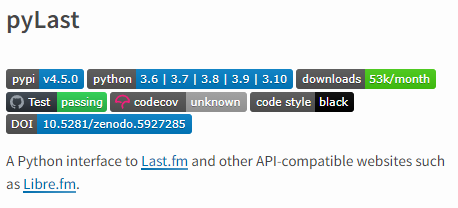 pyLast
pypi v4.5.0 python 3.6 | 3.7 | 3.8 | 3.9 | 3.10 downloads 53k/month
Test passing codecov unknown code style black
DOI 10.5281/zenodo.5927285
A Python interface to Last.fm and other API-compatible websites such
as Libre.fm.